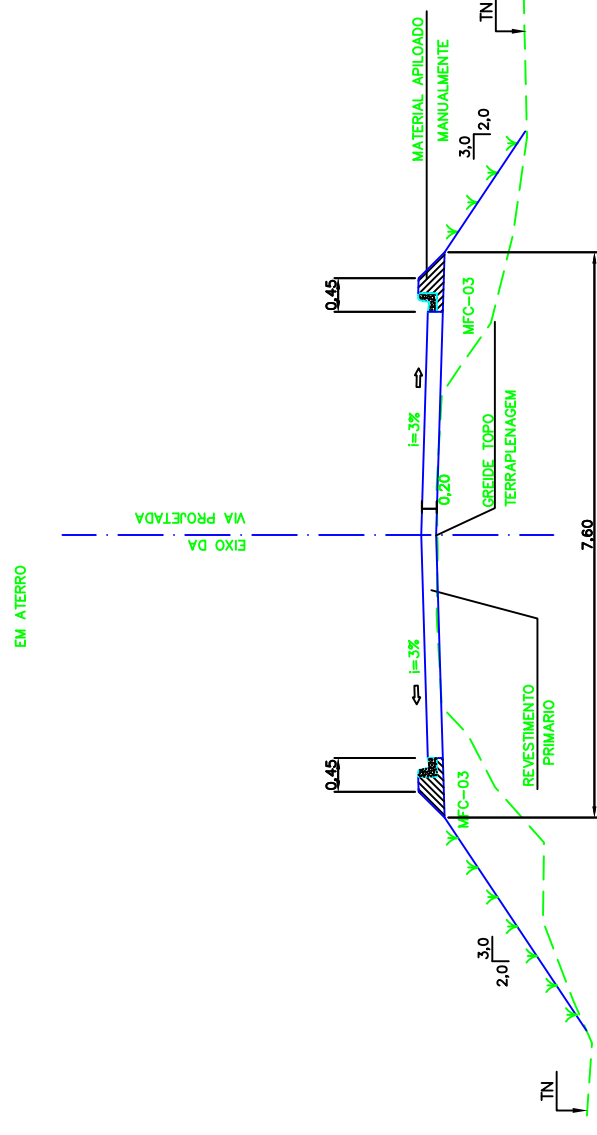 EM ATERRO
EIXO DA
VIA PROJETADA
0.45
0.45
MATERIAL APILOADO
MANUALMENTE
TN
i=3%
i=3%
3,0
2,0
0,20
MFC-03
MFC-03
GREIDE TOPO
TERRAPLENAGEM
REVESTIMENTO
PRIMARIO
3,0
2,0
7.60
TN